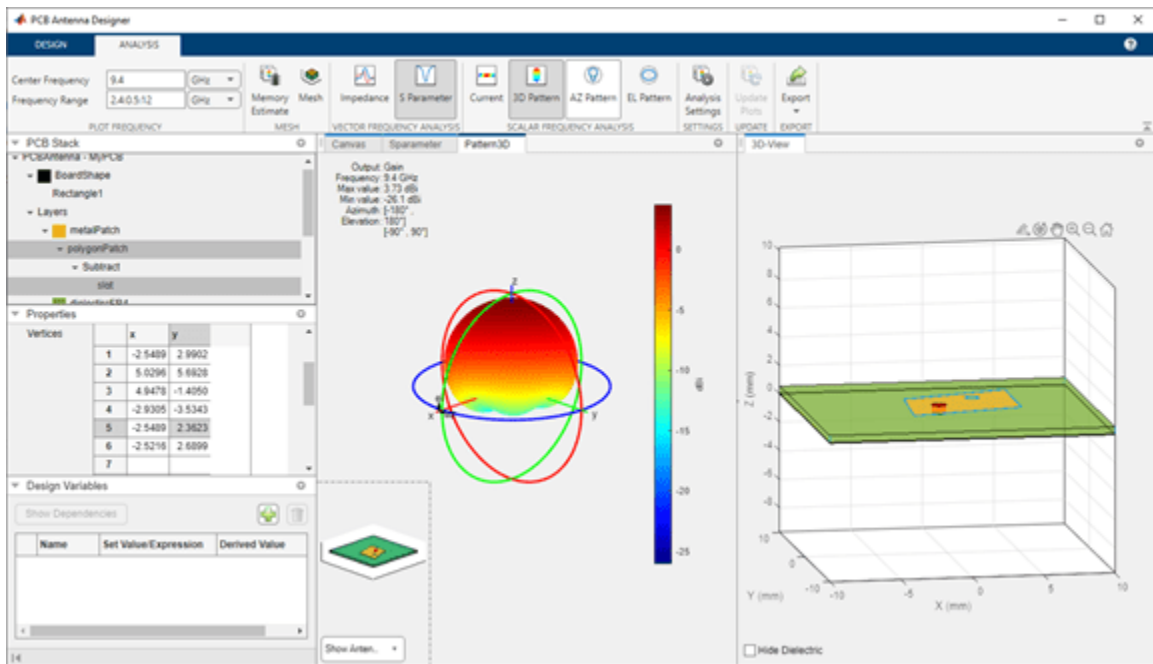 PCB Antenna Designer
DESIGN
ANALYSIS
Center Frequency 9.4 GHz
Frequency Range 2.4:0.5:12 GHz
PLOT FREQUENCY
Memory Estimate
Mesh
MESH
Impedance
S Parameter
VECTOR FREQUENCY ANALYSIS
Current
3D Pattern
AZ Pattern
EL Pattern
SCALAR FREQUENCY ANALYSIS
Analysis Settings
SETTINGS
Update Plots
UPDATE
Export
EXPORT
PCB Stack
PCBAntenna - MyPCB
BoardShape
Rectangle1
Layers
metalPatch
polygonPatch
Subtract
slot
Properties
Vertices
x y
1 -2.5489 2.9902
2 5.0296 5.6928
3 4.9478 -1.4050
4 -2.9305 -3.5343
5 -2.5489 2.3623
6 -2.5216 2.6899
7
Design Variables
Show Dependencies
Name Set Value/Expression Derived Value
Canvas
Sparameter
Pattern3D
Output: Gain
Frequency: 9.4 GHz
Max value: 3.73 dBi
Min value: -26.1 dBi
Azimuth: [-180° ,
Elevation: 180°]
[-90° , 90°]
z
x
y
0
-5
-10
-15
-20
-25
dBi
Show Anten..
3D-View
10
8
6
4
2
0
-2
-4
-6
-8
-10
Z (mm)
10
0
-10
Y (mm)
-10
-5
0
5
10
X (mm)
Hide Dielectric